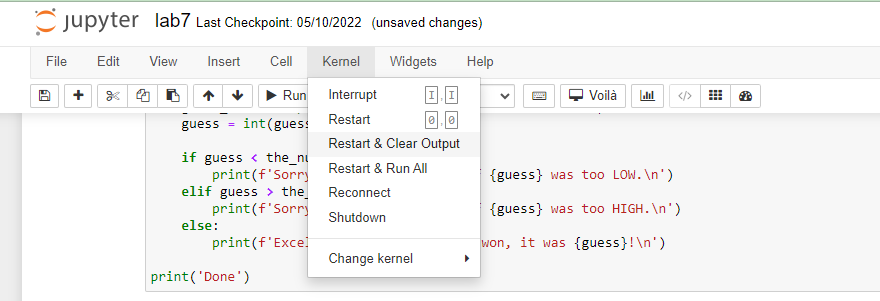 jupyter lab7 Last Checkpoint: 05/10/2022 (unsaved changes)
File Edit View Insert Cell Kernel Widgets Help
Run Voilà
Interrupt I,I
Restart 0,0
Restart & Clear Output
Restart & Run All
Reconnect
Shutdown
Change kernel
guess = int(gues
if guess < the_nu
print(f'Sorry {guess} was too LOW.\n')
elif guess > the_
print(f'Sorry {guess} was too HIGH.\n')
else:
print(f'Excel won, it was {guess}!\n')
print('Done')